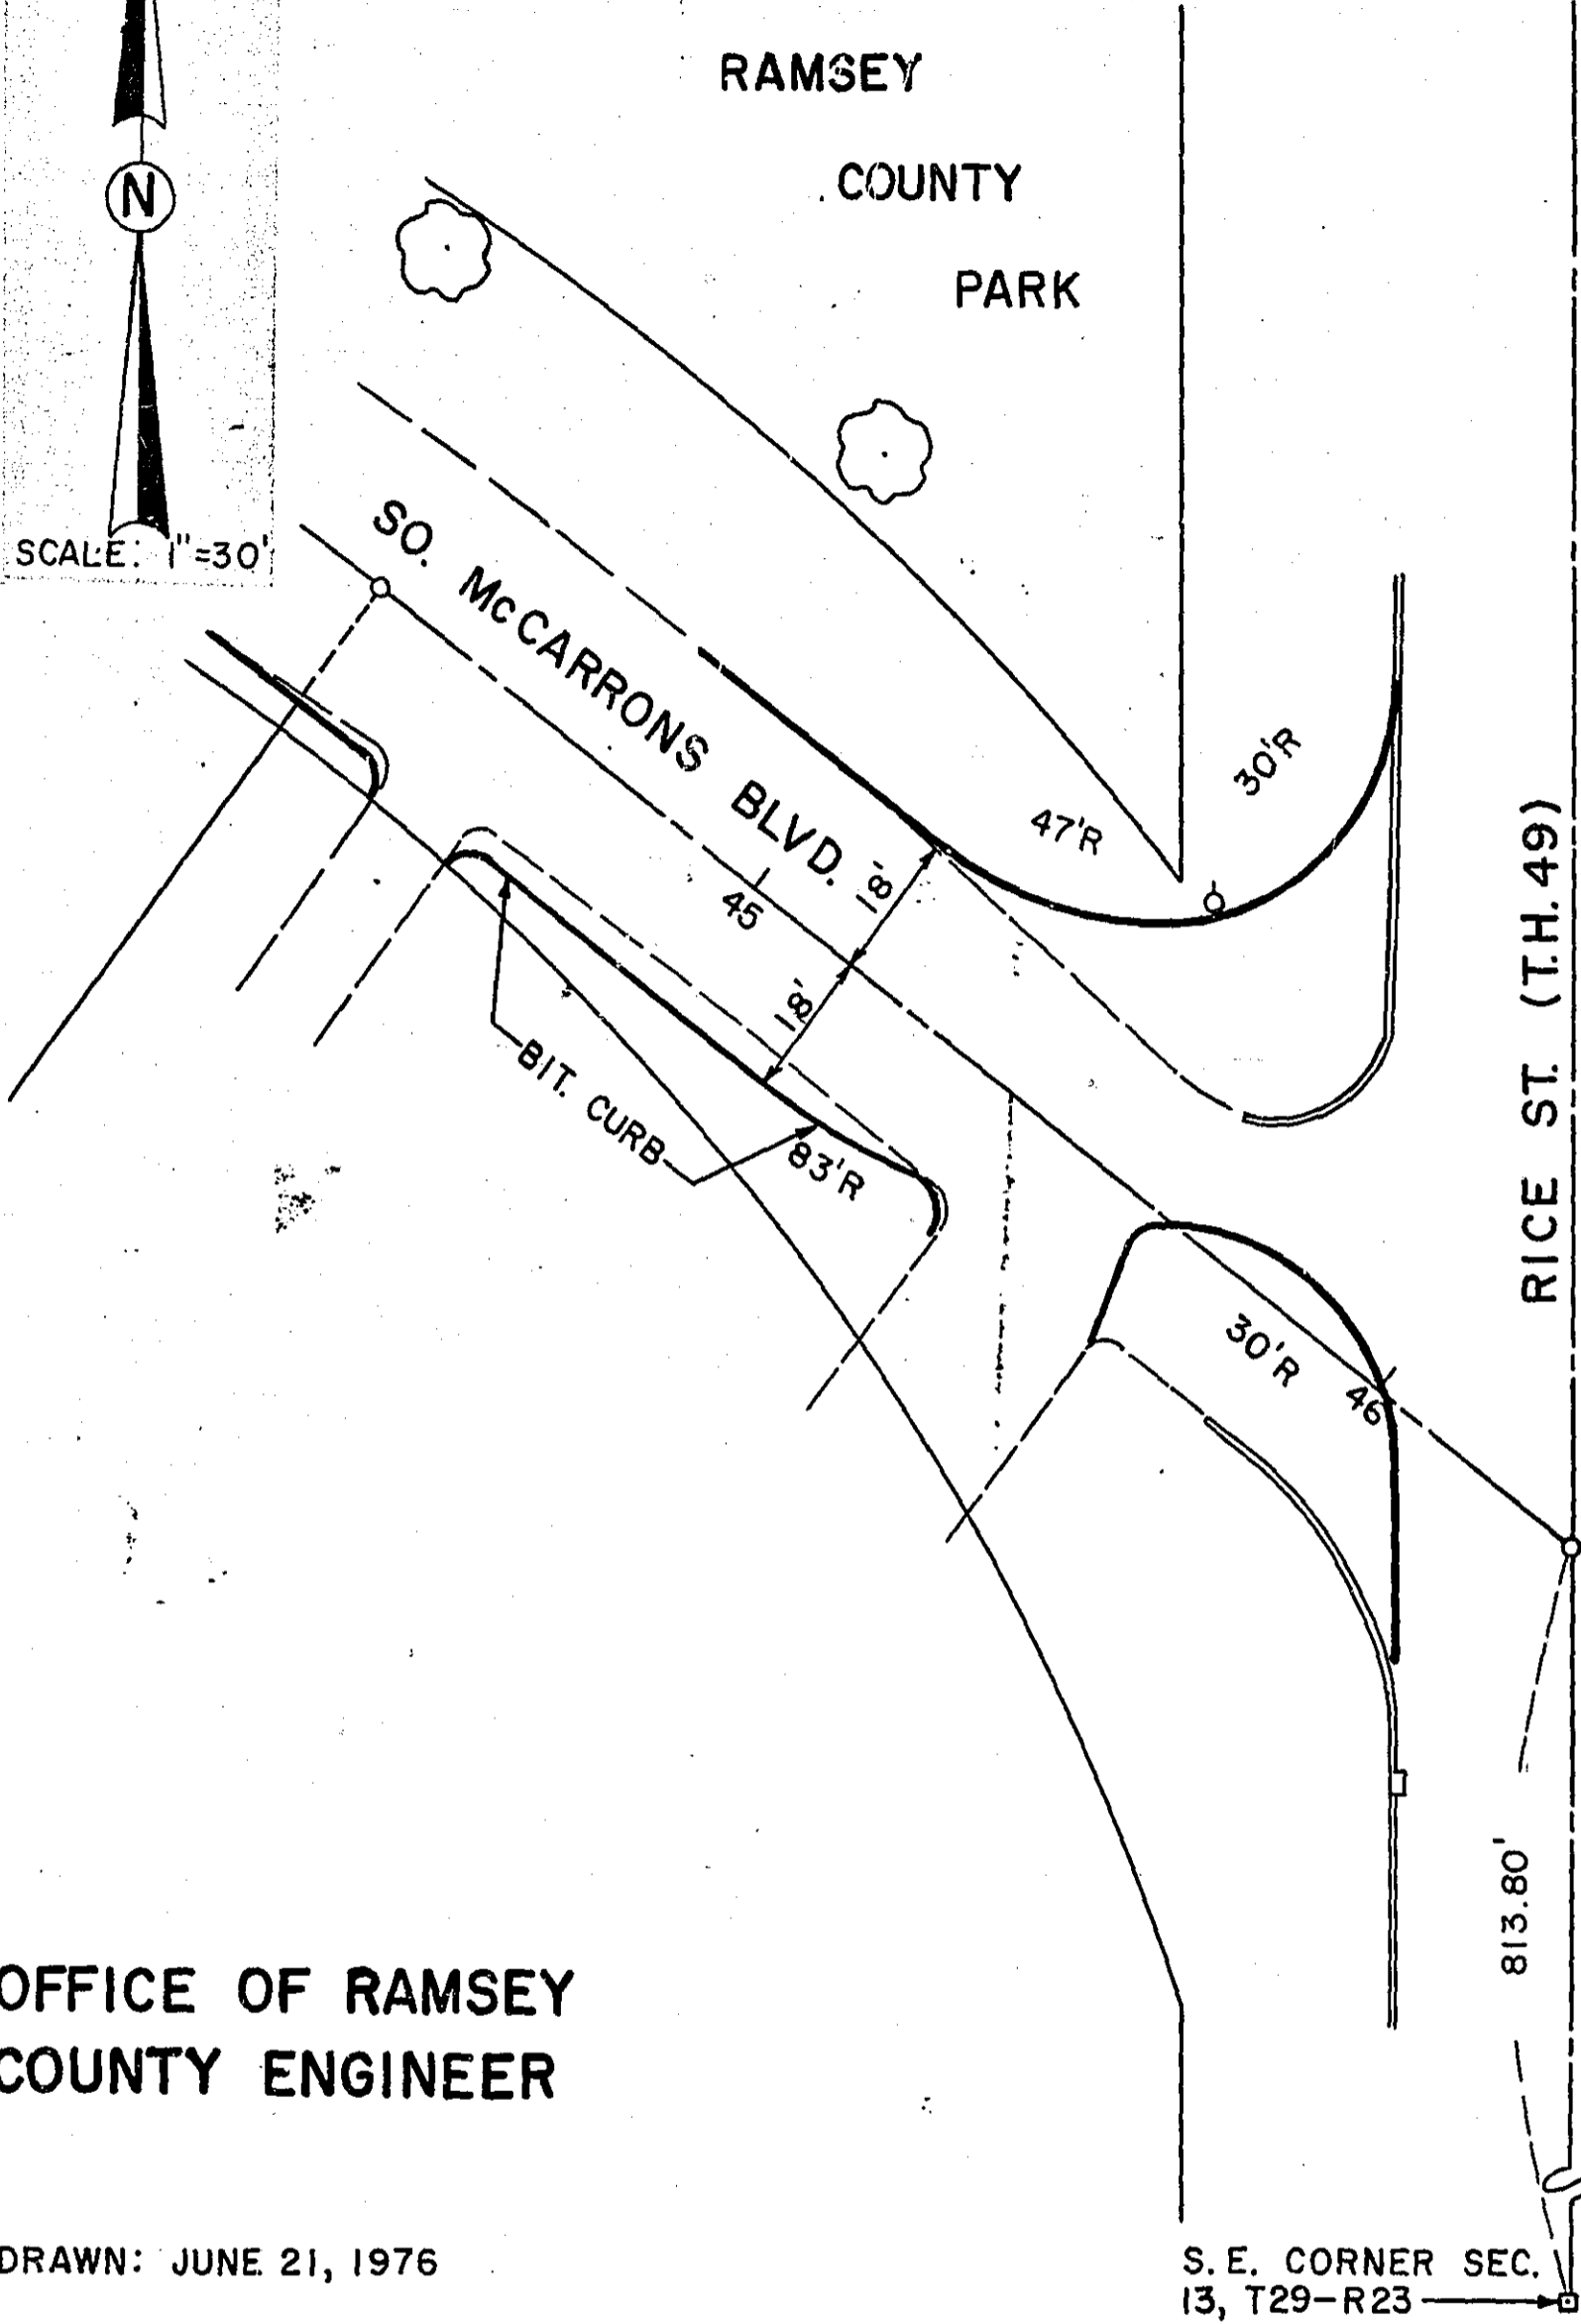 RAMSEY
COUNTY
PARK
N
SCALE: 1"=30'
SO. McCARRONS BLVD.
30'R
47'R
18'
45
18'
BIT. CURB
83'R
RICE ST. (T.H.49)
30'R
46
813.80'
OFFICE OF RAMSEY
COUNTY ENGINEER
DRAWN: JUNE 21, 1976
S.E. CORNER SEC.
13, T29-R23